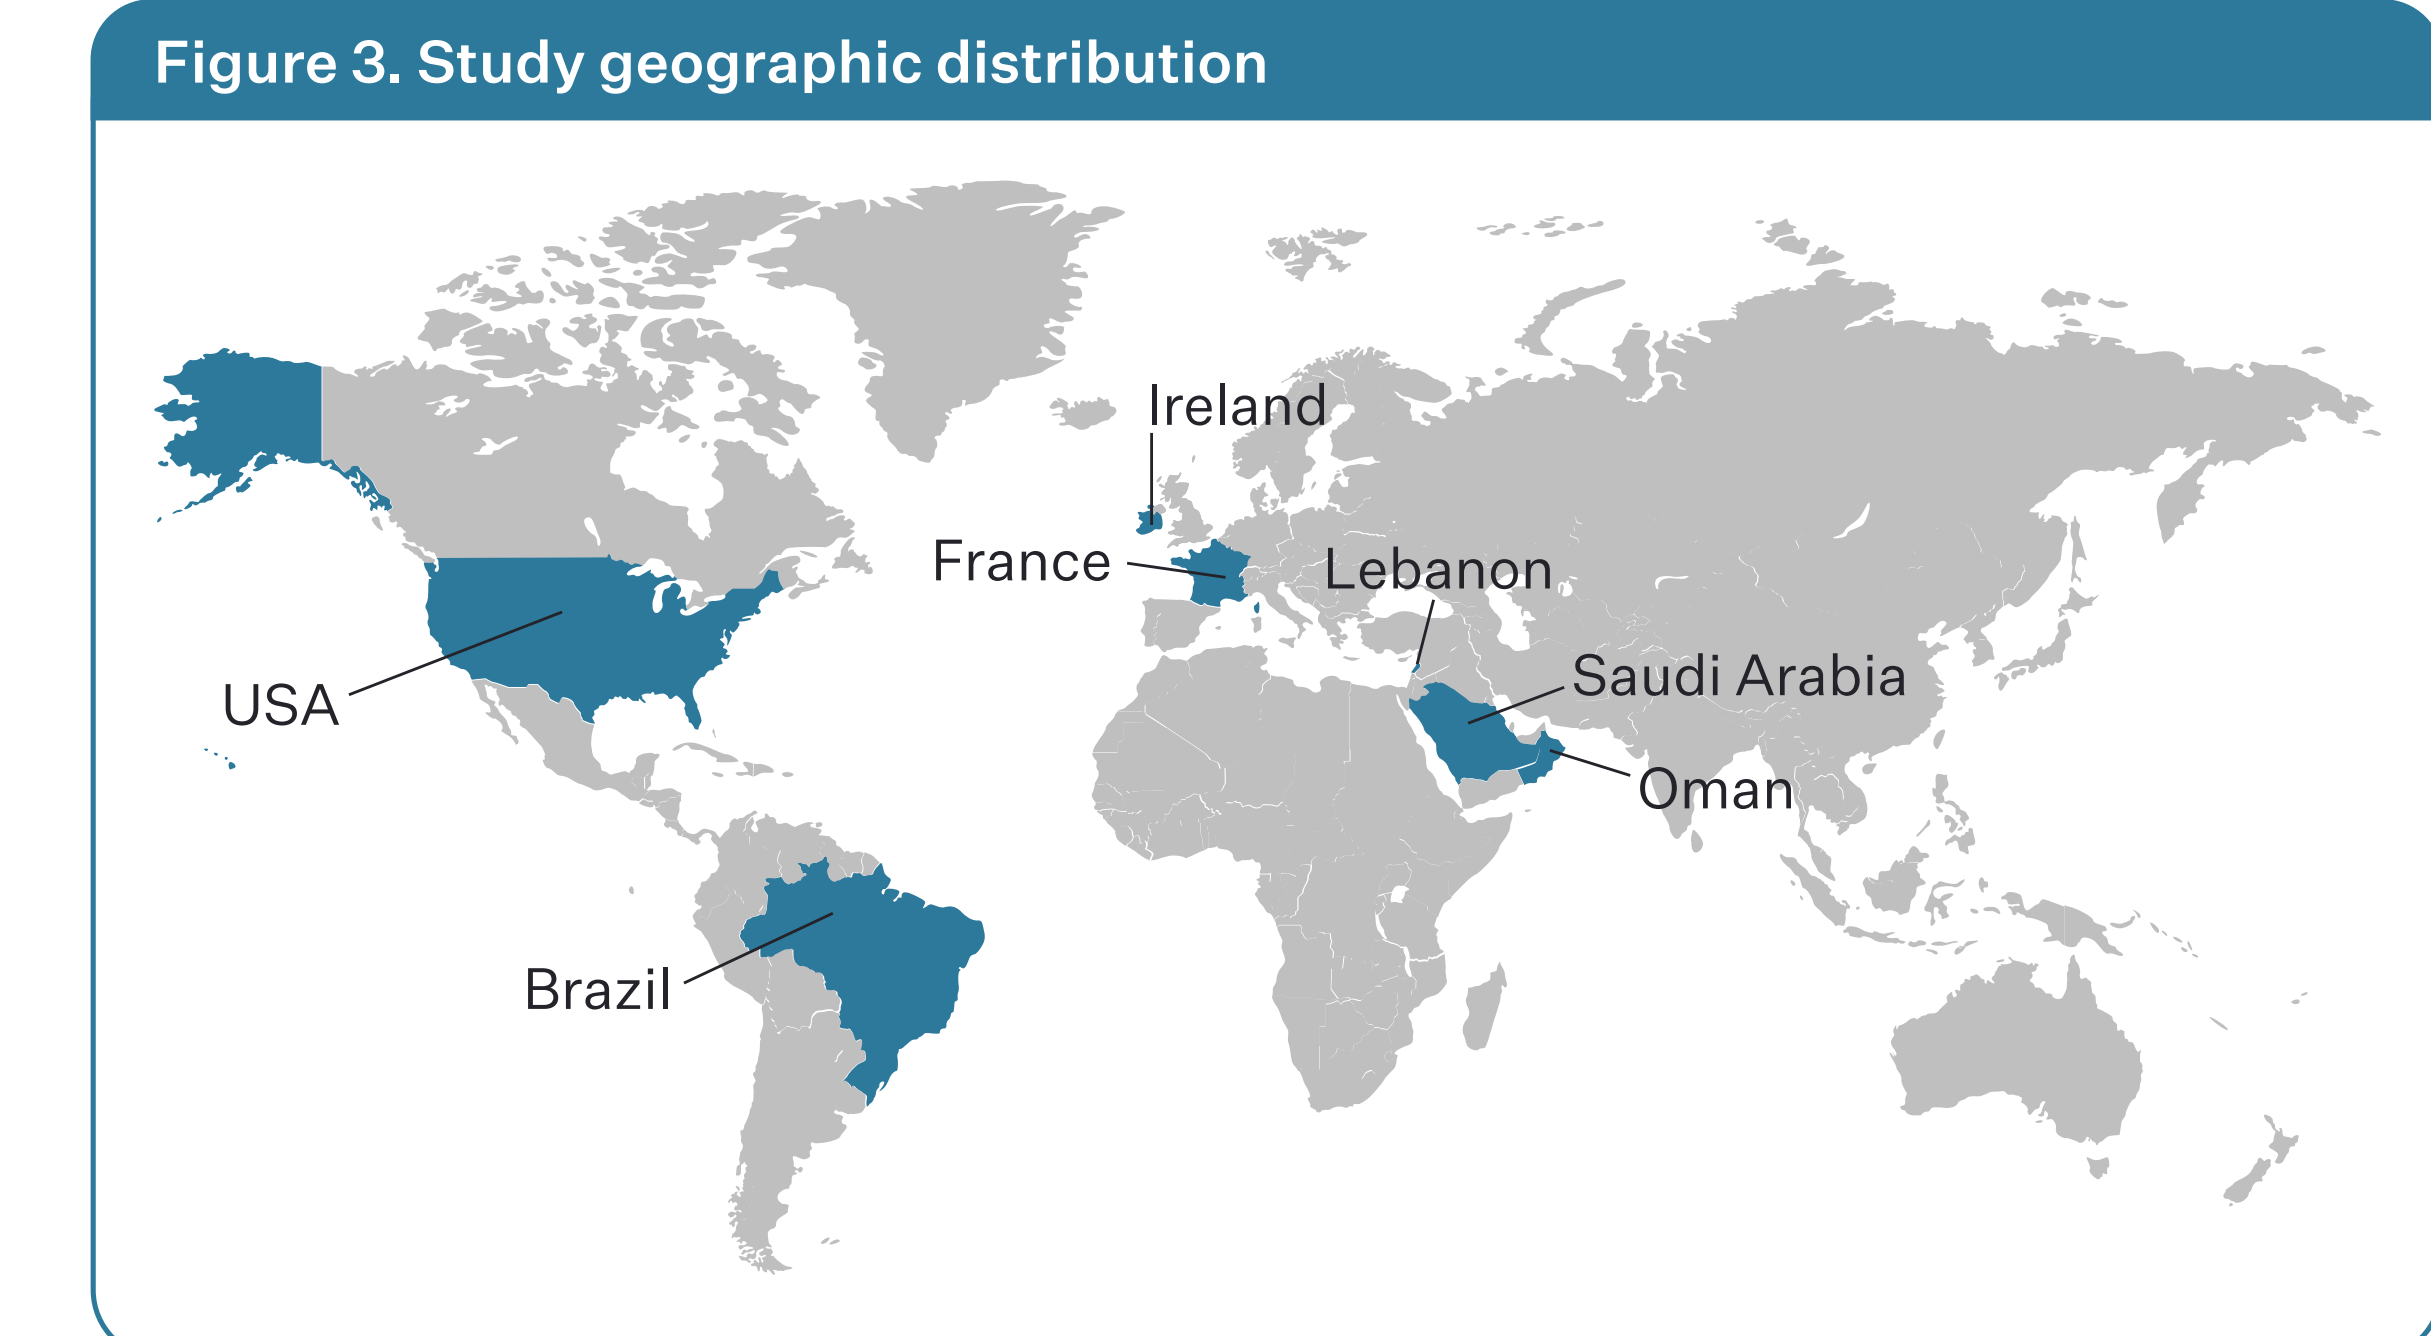 Figure 3. Study geographic distribution
Ireland
France
Lebanon
Saudi Arabia
USA
Oman
Brazil